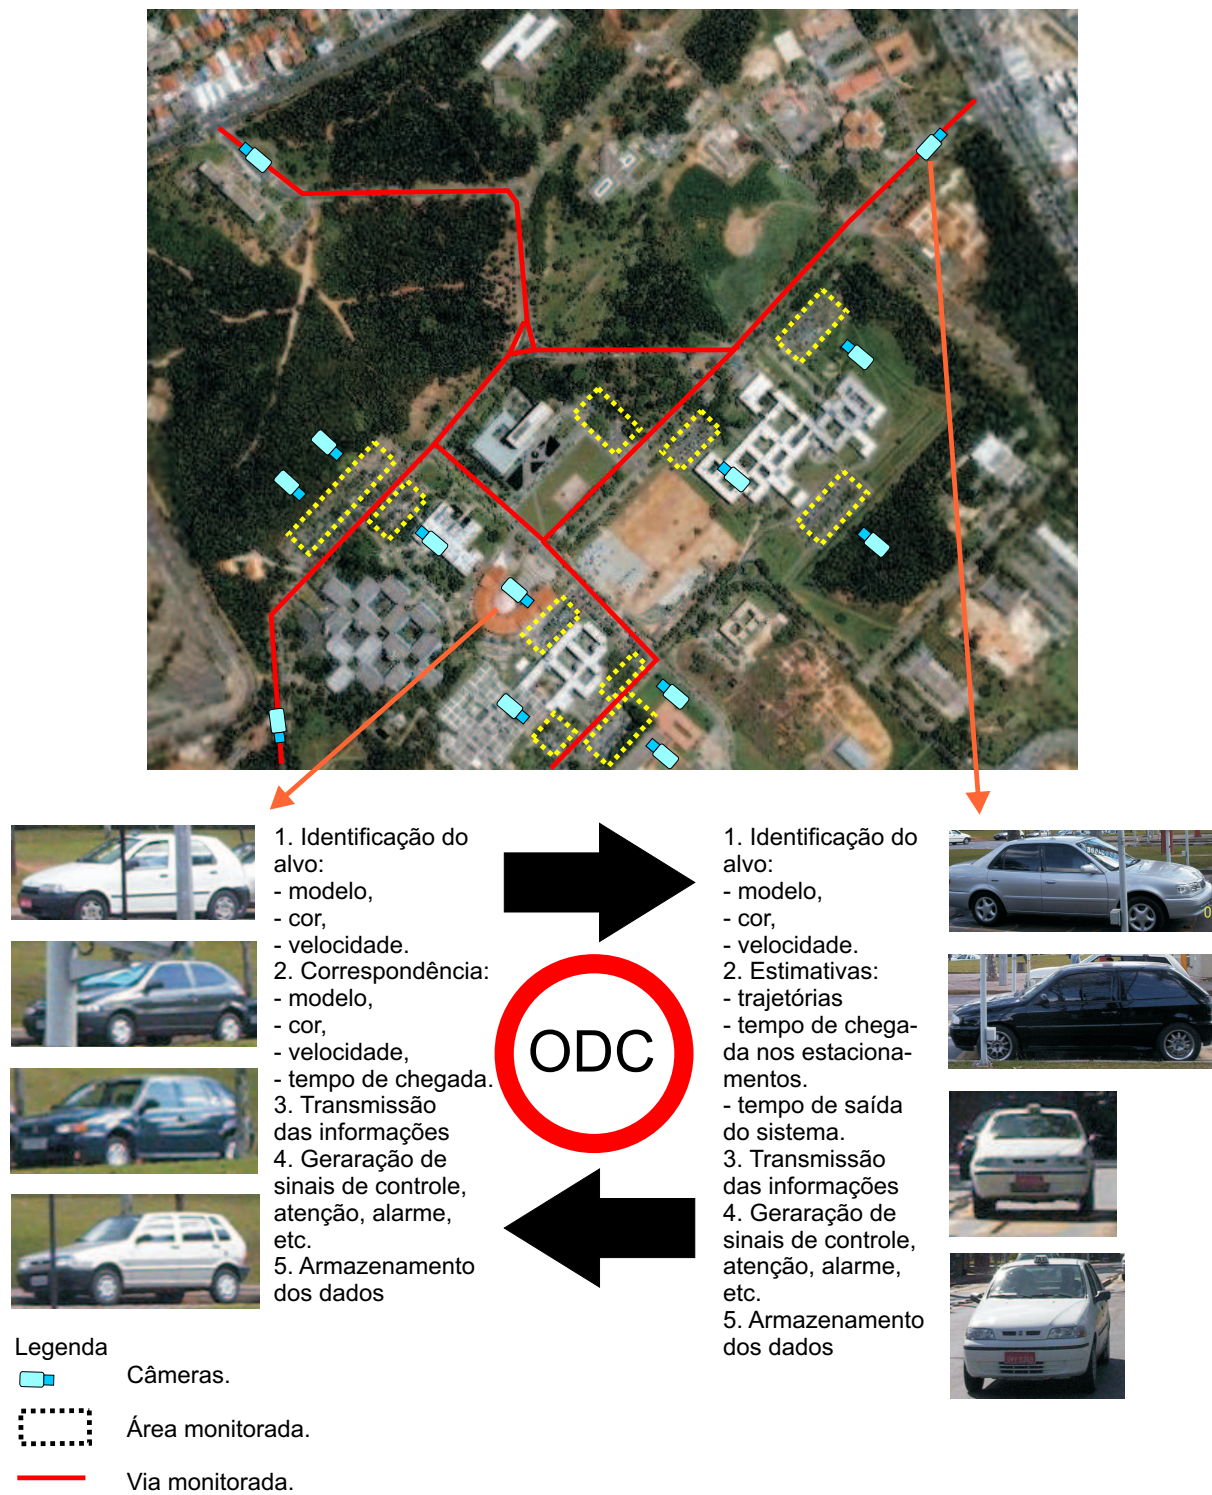 1. Identificação do
alvo:
- modelo,
- cor,
- velocidade.
2. Correspondência:
- modelo,
- cor,
- velocidade,
- tempo de chegada.
3. Transmissão
das informações
4. Geraração de
sinais de controle,
atenção, alarme,
etc.
5. Armazenamento
dos dados
ODC
1. Identificação do
alvo:
- modelo,
- cor,
- velocidade.
2. Estimativas:
- trajetórias
- tempo de chega-
da nos estaciona-
mentos.
- tempo de saída
do sistema.
3. Transmissão
das informações
4. Geraração de
sinais de controle,
atenção, alarme,
etc.
5. Armazenamento
dos dados
Legenda
Câmeras.
Área monitorada.
Via monitorada.